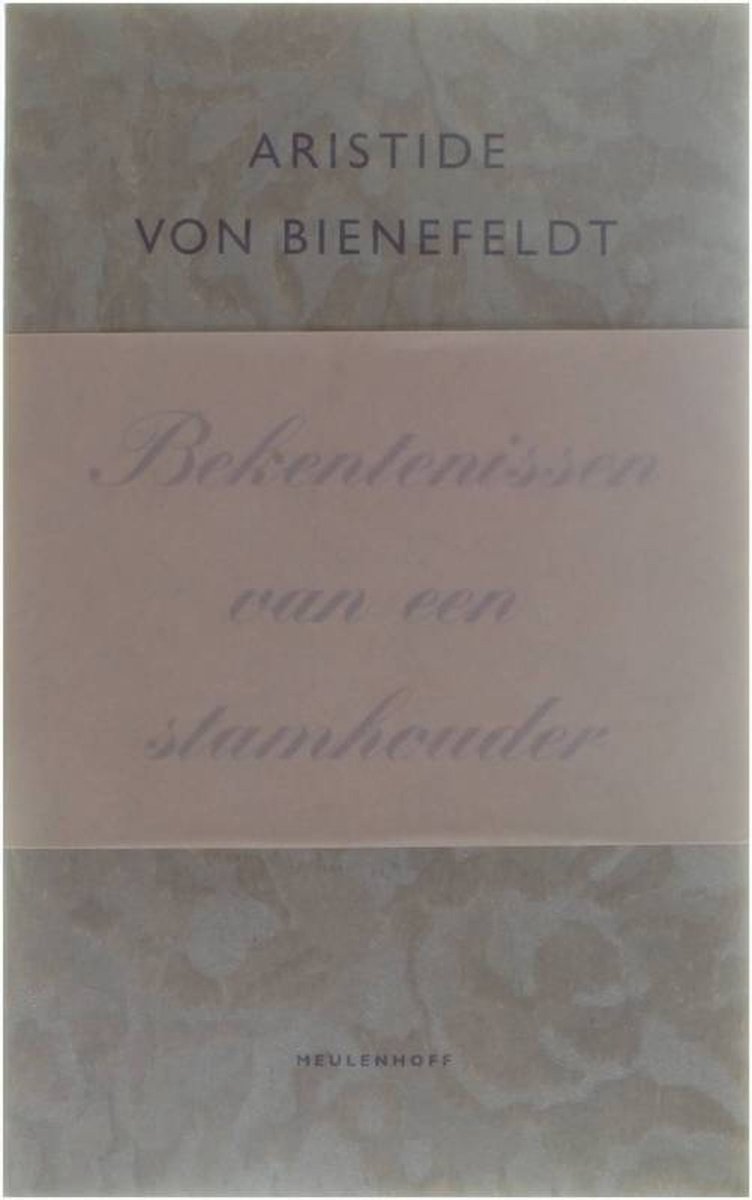 ARISTIDE
VON BIENEFELDT
Bekentenissen
van een
stamhouder
MEULENHOFF